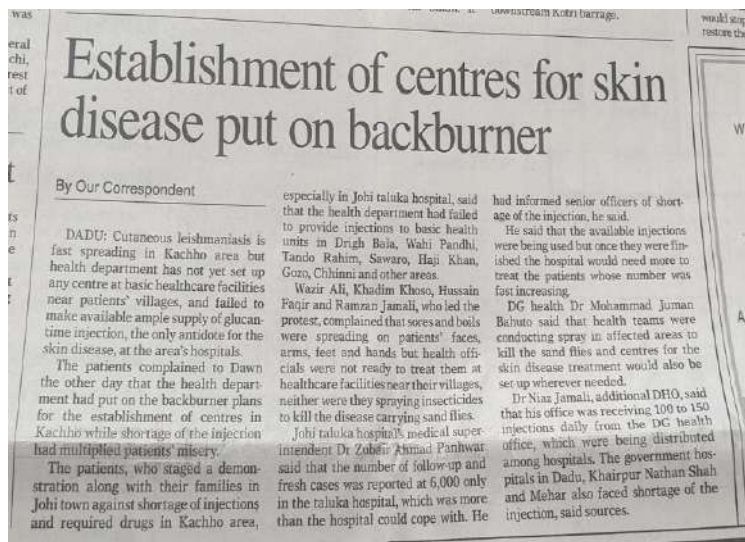 was
eral
chi,
rest
t of
t
ts
n
e
downstream Kotri barrage.
would stop
restore the
W
A
Establishment of centres for skin
disease put on backburner
By Our Correspondent
DADU: Cutaneous leishmaniasis is
fast spreading in Kachho area but
health department has not yet set up
any centre at basic healthcare facilities
near patients' villages, and failed to
make available ample supply of glucan-
time injection, the only antidote for the
skin disease, at the area's hospitals.
The patients complained to Dawn
the other day that the health depart-
ment had put on the backburner plans
for the establishment of centres in
Kachho while shortage of the injection
had multiplied patients' misery.
The patients, who staged a demon-
stration along with their families in
Johi town against shortage of injections
and required drugs in Kachho area,
especially in Johi taluka hospital, said
that the health department had failed
to provide injections to basic health
units in Drigh Bala, Wahi Pandhi,
Tando Rahim, Sawaro, Haji Khan,
Gozo, Chhinni and other areas.
Wazir Ali, Khadim Khoso, Hussain
Faqir and Ramzan Jamali, who led the
protest, complained that sores and boils
were spreading on patients' faces,
arms, feet and hands but health offi-
cials were not ready to treat them at
healthcare facilities near their villages,
neither were they spraying insecticides
to kill the disease carrying sand flies.
Johi taluka hospital's medical super-
intendent Dr Zubair Ahmad Panhwar
said that the number of follow-up and
fresh cases was reported at 6,000 only
in the taluka hospital, which was more
than the hospital could cope with. He
had informed senior officers of short-
age of the injection, he said.
He said that the available injections
were being used but once they were fin-
ished the hospital would need more to
treat the patients whose number was
fast increasing.
DG health Dr Mohammad Juman
Bahuto said that health teams were
conducting spray in affected areas to
kill the sand flies and centres for the
skin disease treatment would also be
set-up wherever needed.
Dr Niaz Jamali, additional DHO, said
that his office was receiving 100 to 150
injections daily from the DG health
office, which were being distributed
among hospitals. The government hos-
pitals in Dadu, Khairpur Nathan Shah
and Mehar also faced shortage of the
injection, said sources.